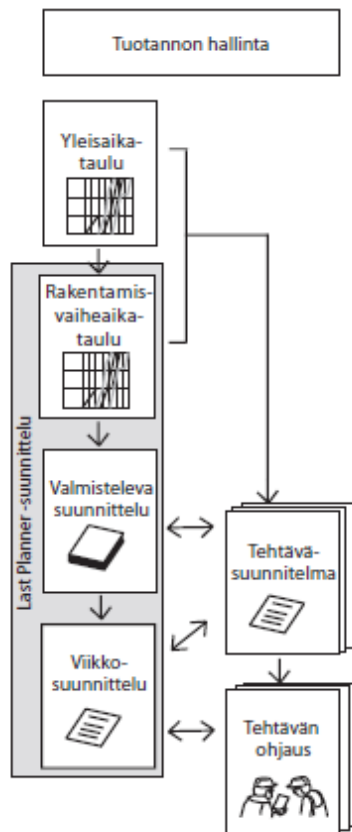 Tuotannon hallinta
Yleisaika-
taulu
Rakentamis-
vaiheaika-
taulu
Last Planner -suunnittelu
Valmisteleva
suunnittelu
Tehtävä-
suunnitelma
Viikko-
suunnittelu
Tehtävän
ohjaus